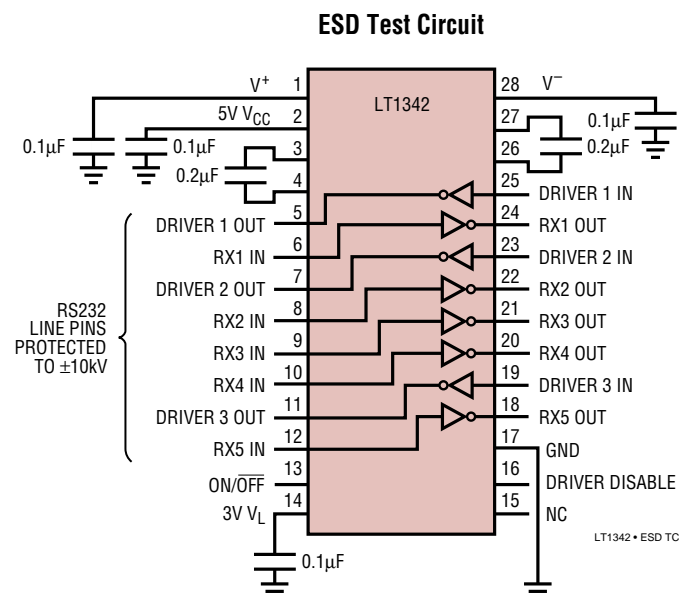 ESD Test Circuit
V+
1
5V VCC
2
3
4
0.1µF
0.1µF
0.2µF
LT1342
28
V−
27
26
0.1µF
0.2µF
DRIVER 1 OUT
5
RX1 IN
6
DRIVER 2 OUT
7
RX2 IN
8
RX3 IN
9
RX4 IN
10
DRIVER 3 OUT
11
RX5 IN
12
ON/OFF
13
3V VL
14
0.1µF
RS232
LINE PINS
PROTECTED
TO ±10kV
25
DRIVER 1 IN
24
RX1 OUT
23
DRIVER 2 IN
22
RX2 OUT
21
RX3 OUT
20
RX4 OUT
19
DRIVER 3 IN
18
RX5 OUT
17
GND
16
DRIVER DISABLE
15
NC
LT1342 • ESD TC